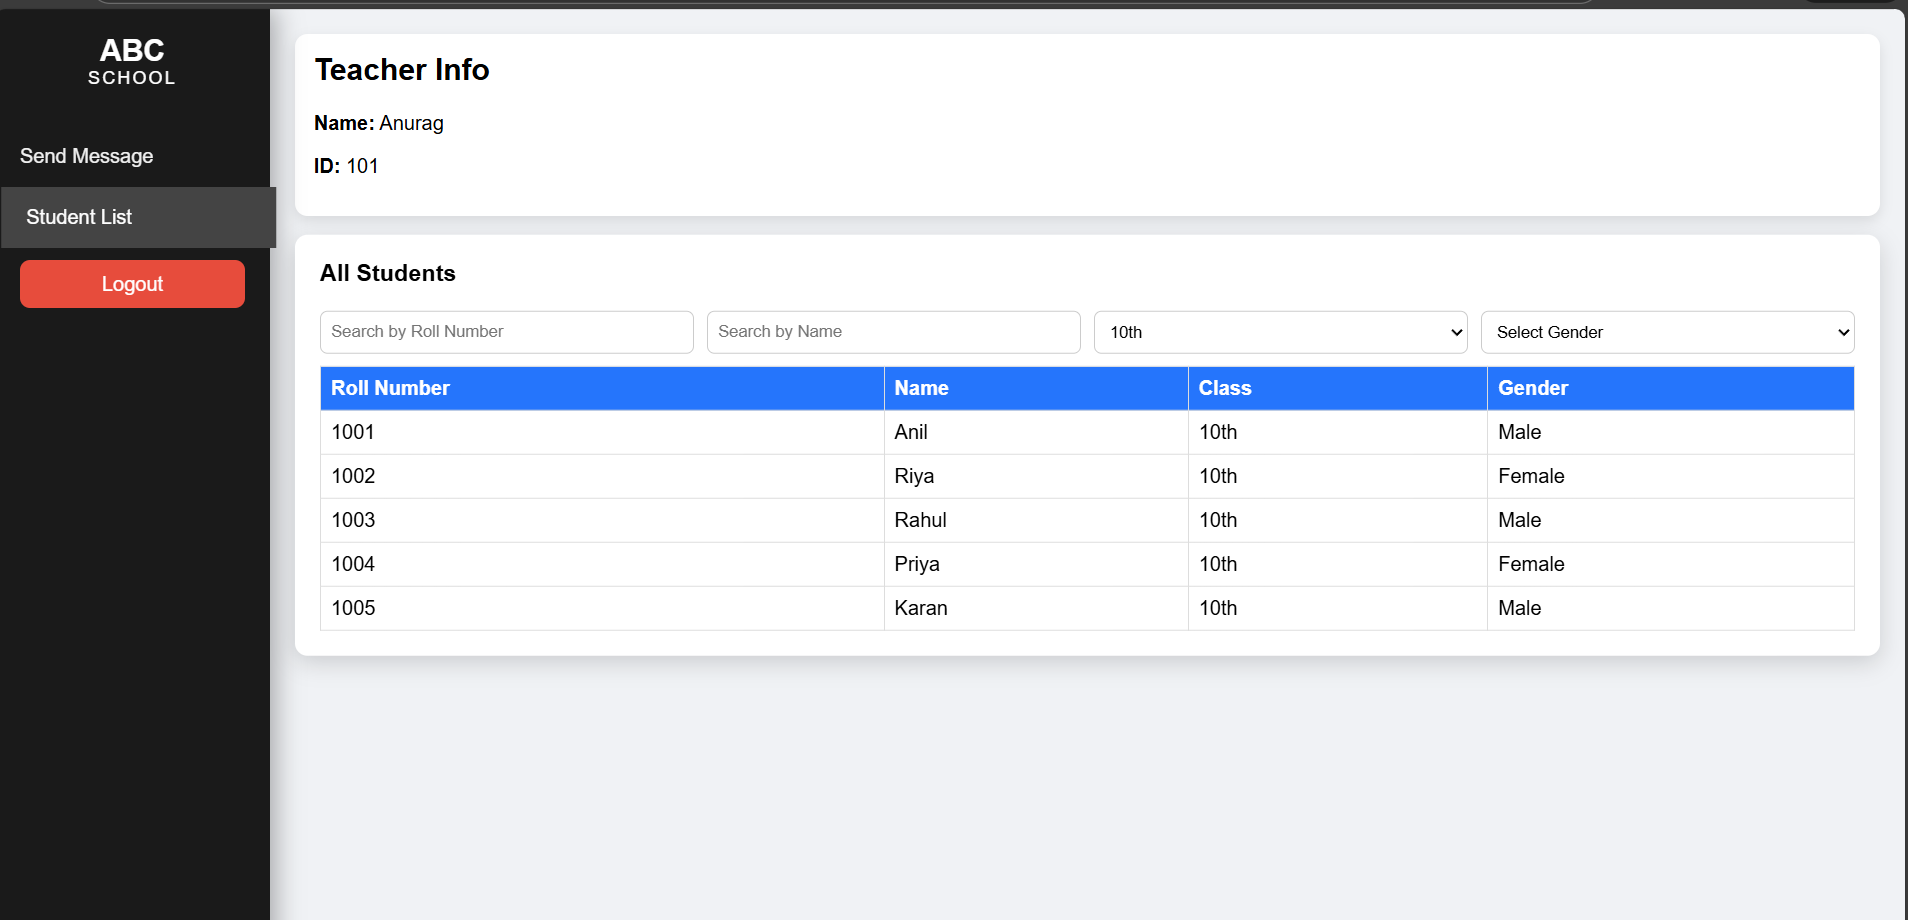 ABC
SCHOOL
Send Message
Student List
Logout
Teacher Info
Name: Anurag
ID: 101
All Students
Search by Roll Number Search by Name 10th Select Gender
Roll Number Name Class Gender
1001 Anil 10th Male
1002 Riya 10th Female
1003 Rahul 10th Male
1004 Priya 10th Female
1005 Karan 10th Male